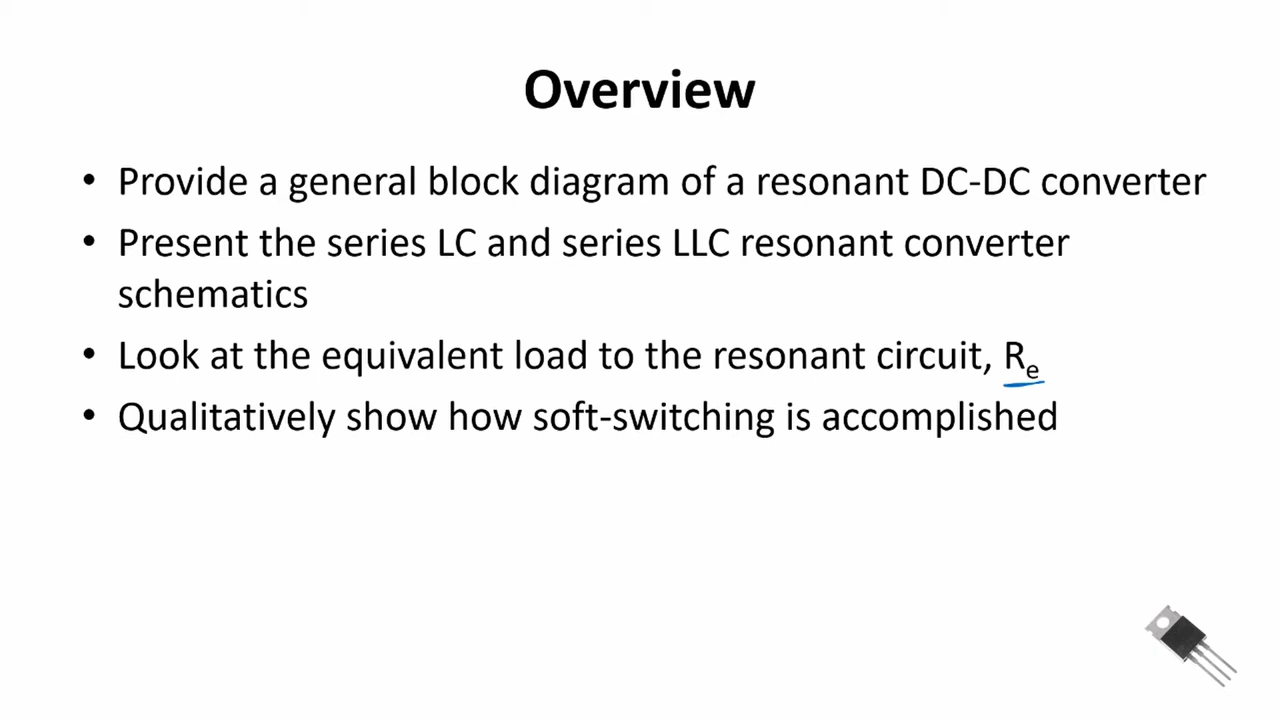 Overview
• Provide a general block diagram of a resonant DC-DC converter
• Present the series LC and series LLC resonant converter
schematics
• Look at the equivalent load to the resonant circuit, Re
• Qualitatively show how soft-switching is accomplished